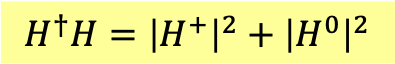 H†H = |H⁺|² + |H⁰|²